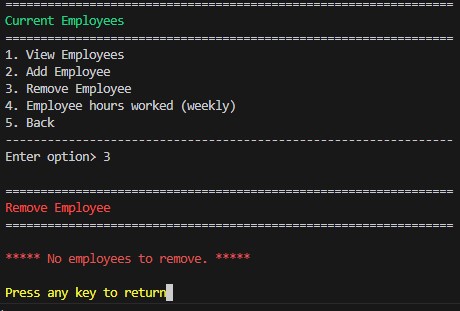 ================================================================
Current Employees
================================================================
1. View Employees
2. Add Employee
3. Remove Employee
4. Employee hours worked (weekly)
5. Back
----------------------------------------------------------------
Enter option> 3
================================================================
Remove Employee
================================================================
***** No employees to remove. *****
Press any key to return